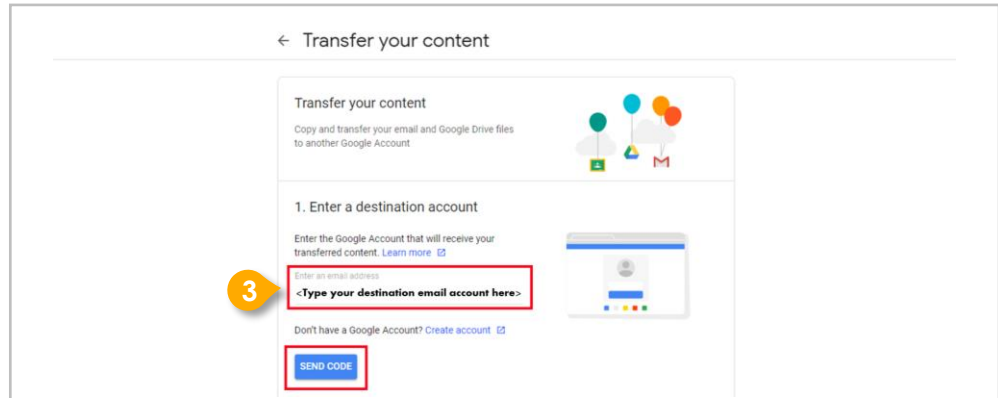 ← Transfer your content
Transfer your content
Copy and transfer your email and Google Drive files
to another Google Account
1. Enter a destination account
Enter the Google Account that will receive your
transferred content. Learn more
Enter an email address
3
<Type your destination email account here>
Don't have a Google Account? Create account
SEND CODE